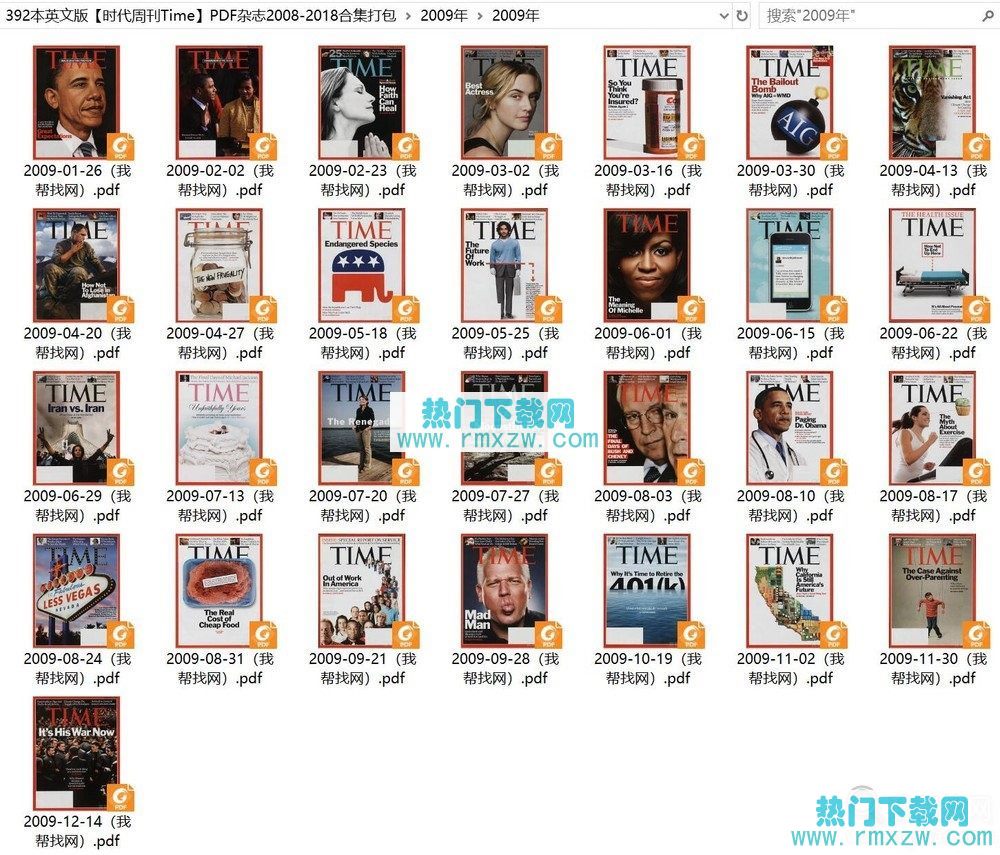 392本英文版【时代周刊Time】PDF杂志2008-2018合集打包 › 2009年 › 2009年
搜索"2009年"
TIME
Great Expectations
TIME
25
TIME
How Faith Can Heal
TIME
Best Actress
TIME
So You Think You're Insured?
TIME
The Bailout Bomb
Why AIG=WMD
AIG
TIME
Vanishing Act
PDF PDF PDF PDF PDF PDF PDF
2009-01-26（我 2009-02-02（我 2009-02-23（我 2009-03-02（我 2009-03-16（我 2009-03-30（我 2009-04-13（我
帮找网）.pdf 帮找网）.pdf 帮找网）.pdf 帮找网）.pdf 帮找网）.pdf 帮找网）.pdf 帮找网）.pdf
TIME
How Not To Lose in Afghanistan
TIME
THE NEW FRUGALITY
TIME
Endangered Species
TIME
The Future Of Work
TIME
The Meaning Of Michelle
TIME
THE HEALTH ISSUE
TIME
How Not To End Up Here
PDF PDF PDF PDF PDF PDF PDF
2009-04-20（我 2009-04-27（我 2009-05-18（我 2009-05-25（我 2009-06-01（我 2009-06-15（我 2009-06-22（我
帮找网）.pdf 帮找网）.pdf 帮找网）.pdf 帮找网）.pdf 帮找网）.pdf 帮找网）.pdf 帮找网）.pdf
TIME
Iran vs. Iran
TIME
Unfaithfully Yours
TIME
The Renegade
TIME
TIME
THE FINAL DAYS OF BUSH AND CHENEY
TIME
Paging Dr. Obama
TIME
The Myth About Exercise
热门下载网
www.rmxzw.com
PDF PDF PDF PDF PDF PDF PDF
2009-06-29（我 2009-07-13（我 2009-07-20（我 2009-07-27（我 2009-08-03（我 2009-08-10（我 2009-08-17（我
帮找网）.pdf 帮找网）.pdf 帮找网）.pdf 帮找网）.pdf 帮找网）.pdf 帮找网）.pdf 帮找网）.pdf
TIME
Fabulous
LESS VEGAS
NEVADA
TIME
The Real Cost of Cheap Food
SPECIAL REPORT ON SERVICE
TIME
Out of Work In America
TIME
Mad Man
TIME
Why It's Time to Retire the
401(k)
TIME
Why California Is Still America's Future
TIME
The Case Against Over-Parenting
PDF PDF PDF PDF PDF PDF PDF
2009-08-24（我 2009-08-31（我 2009-09-21（我 2009-09-28（我 2009-10-19（我 2009-11-02（我 2009-11-30（我
帮找网）.pdf 帮找网）.pdf 帮找网）.pdf 帮找网）.pdf 帮找网）.pdf 帮找网）.pdf 帮找网）.pdf
TIME
It's His War Now
PDF
2009-12-14（我
帮找网）.pdf
热门下载网
www.rmxzw.com